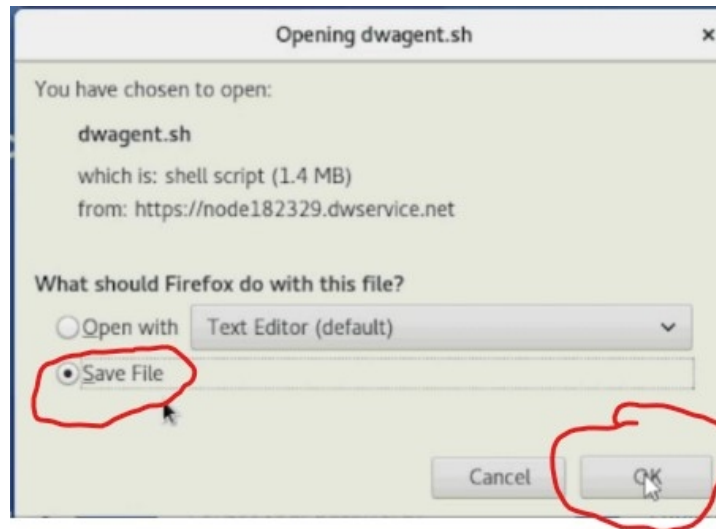 Opening dwagent.sh
You have chosen to open:
dwagent.sh
which is: shell script (1.4 MB)
from: https://node182329.dwservice.net
What should Firefox do with this file?
Open with Text Editor (default)
Save File
Cancel OK